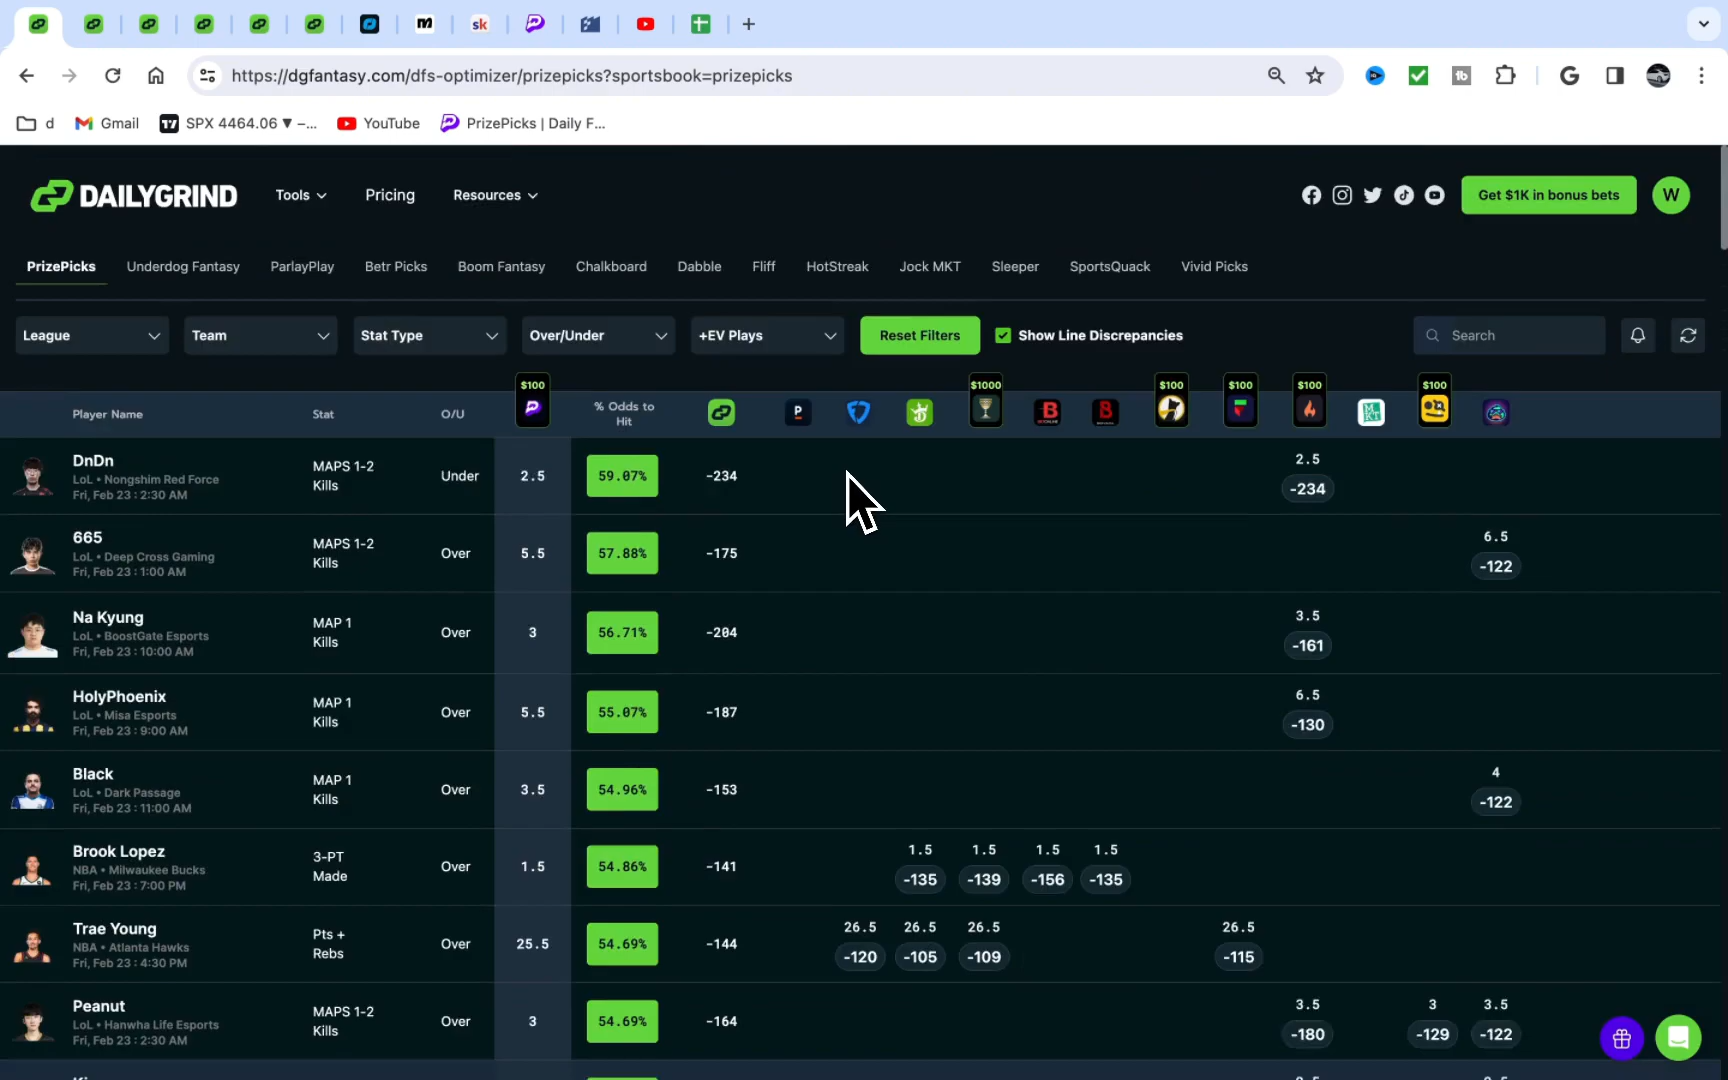 sk
https://dgfantasy.com/dfs-optimizer/prizepicks?sportsbook=prizepicks
d Gmail SPX 4464.06 ▼ –... YouTube PrizePicks | Daily F...
DAILYGRIND Tools Pricing Resources Get $1K in bonus bets W
PrizePicks Underdog Fantasy ParlayPlay Betr Picks Boom Fantasy Chalkboard Dabble Fliff HotStreak Jock MKT Sleeper SportsQuack Vivid Picks
League Team Stat Type Over/Under +EV Plays Reset Filters Show Line Discrepancies Search
$100 $1000 $100 $100 $100 $100
Player Name Stat O/U % Odds to Hit
DnDn
LoL • Nongshim Red Force
Fri, Feb 23 : 2:30 AM
MAPS 1-2
Kills
Under 2.5 59.07% -234
2.5
-234
665
LoL • Deep Cross Gaming
Fri, Feb 23 : 1:00 AM
MAPS 1-2
Kills
Over 5.5 57.88% -175
6.5
-122
Na Kyung
LoL • BoostGate Esports
Fri, Feb 23 : 10:00 AM
MAP 1
Kills
Over 3 56.71% -204
3.5
-161
HolyPhoenix
LoL • Misa Esports
Fri, Feb 23 : 9:00 AM
MAP 1
Kills
Over 5.5 55.07% -187
6.5
-130
Black
LoL • Dark Passage
Fri, Feb 23 : 11:00 AM
MAP 1
Kills
Over 3.5 54.96% -153
4
-122
Brook Lopez
NBA • Milwaukee Bucks
Fri, Feb 23 : 7:00 PM
3-PT
Made
Over 1.5 54.86% -141
1.5 1.5 1.5 1.5
-135 -139 -156 -135
Trae Young
NBA • Atlanta Hawks
Fri, Feb 23 : 4:30 PM
Pts +
Rebs
Over 25.5 54.69% -144
26.5 26.5 26.5 26.5
-120 -105 -109 -115
Peanut
LoL • Hanwha Life Esports
Fri, Feb 23 : 2:30 AM
MAPS 1-2
Kills
Over 3 54.69% -164
3.5 3 3.5
-180 -129 -122